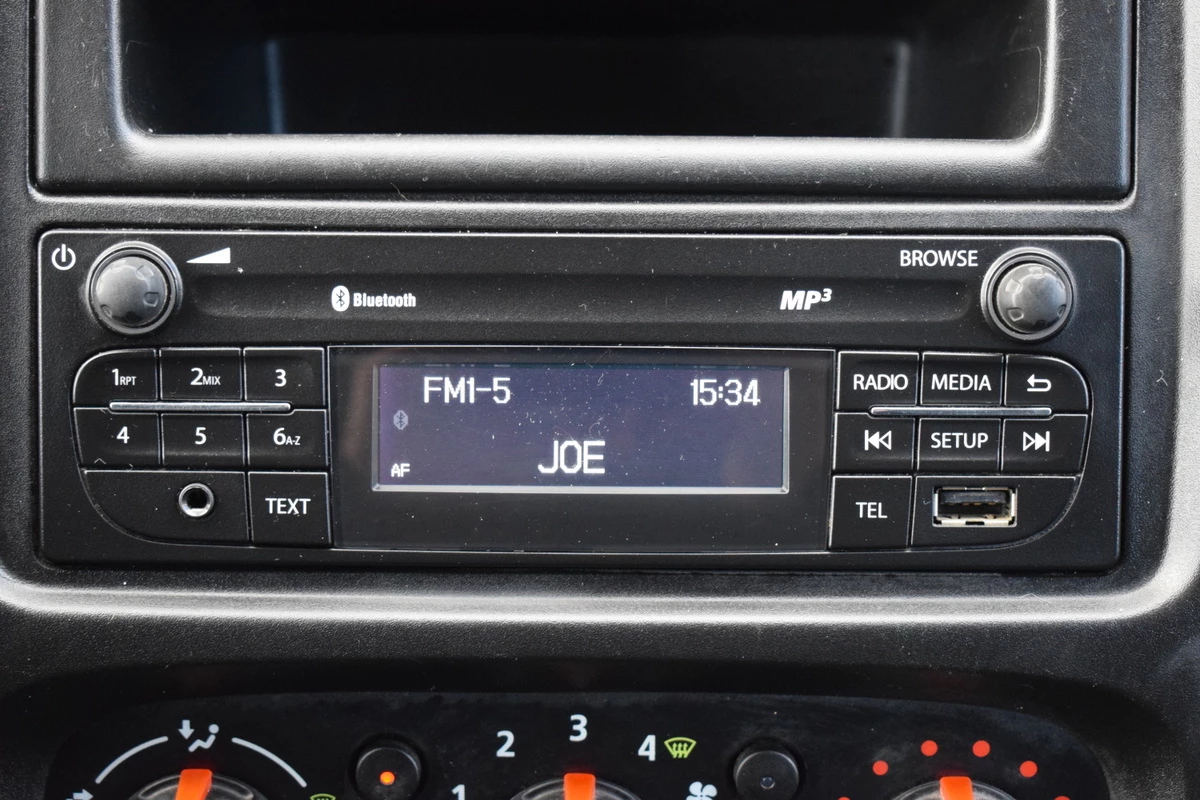 BROWSE
Bluetooth
MP3
1RPT 2MIX 3
4 5 6A-Z
TEXT
FM1-5 15:34
AF
JOE
RADIO MEDIA
SETUP
TEL
1 2 3 4